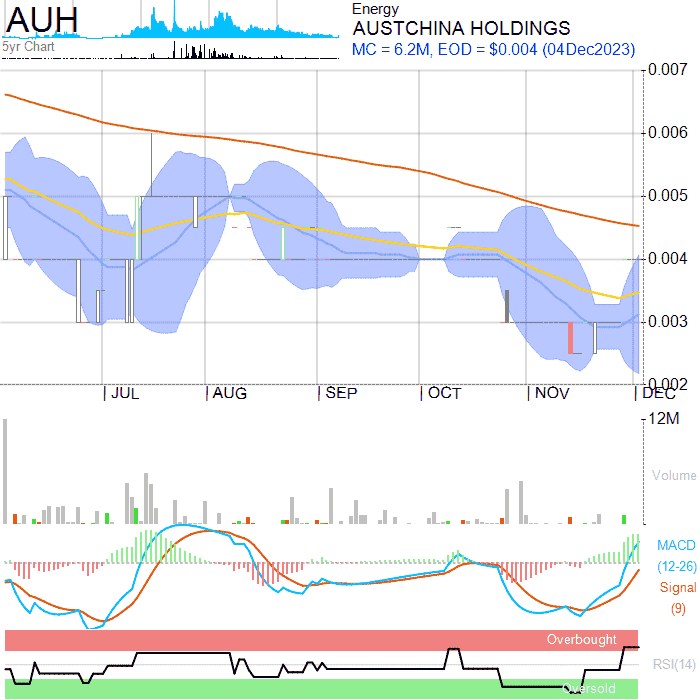 AUH
Energy
AUSTCHINA HOLDINGS
MC = 6.2M, EOD = $0.004 (04Dec2023)
5yr Chart
0.007
0.006
0.005
0.004
0.003
0.002
JUL AUG SEP OCT NOV DEC
12M
Volume
MACD
(12-26)
Signal
(9)
Overbought
RSI(14)
Oversold